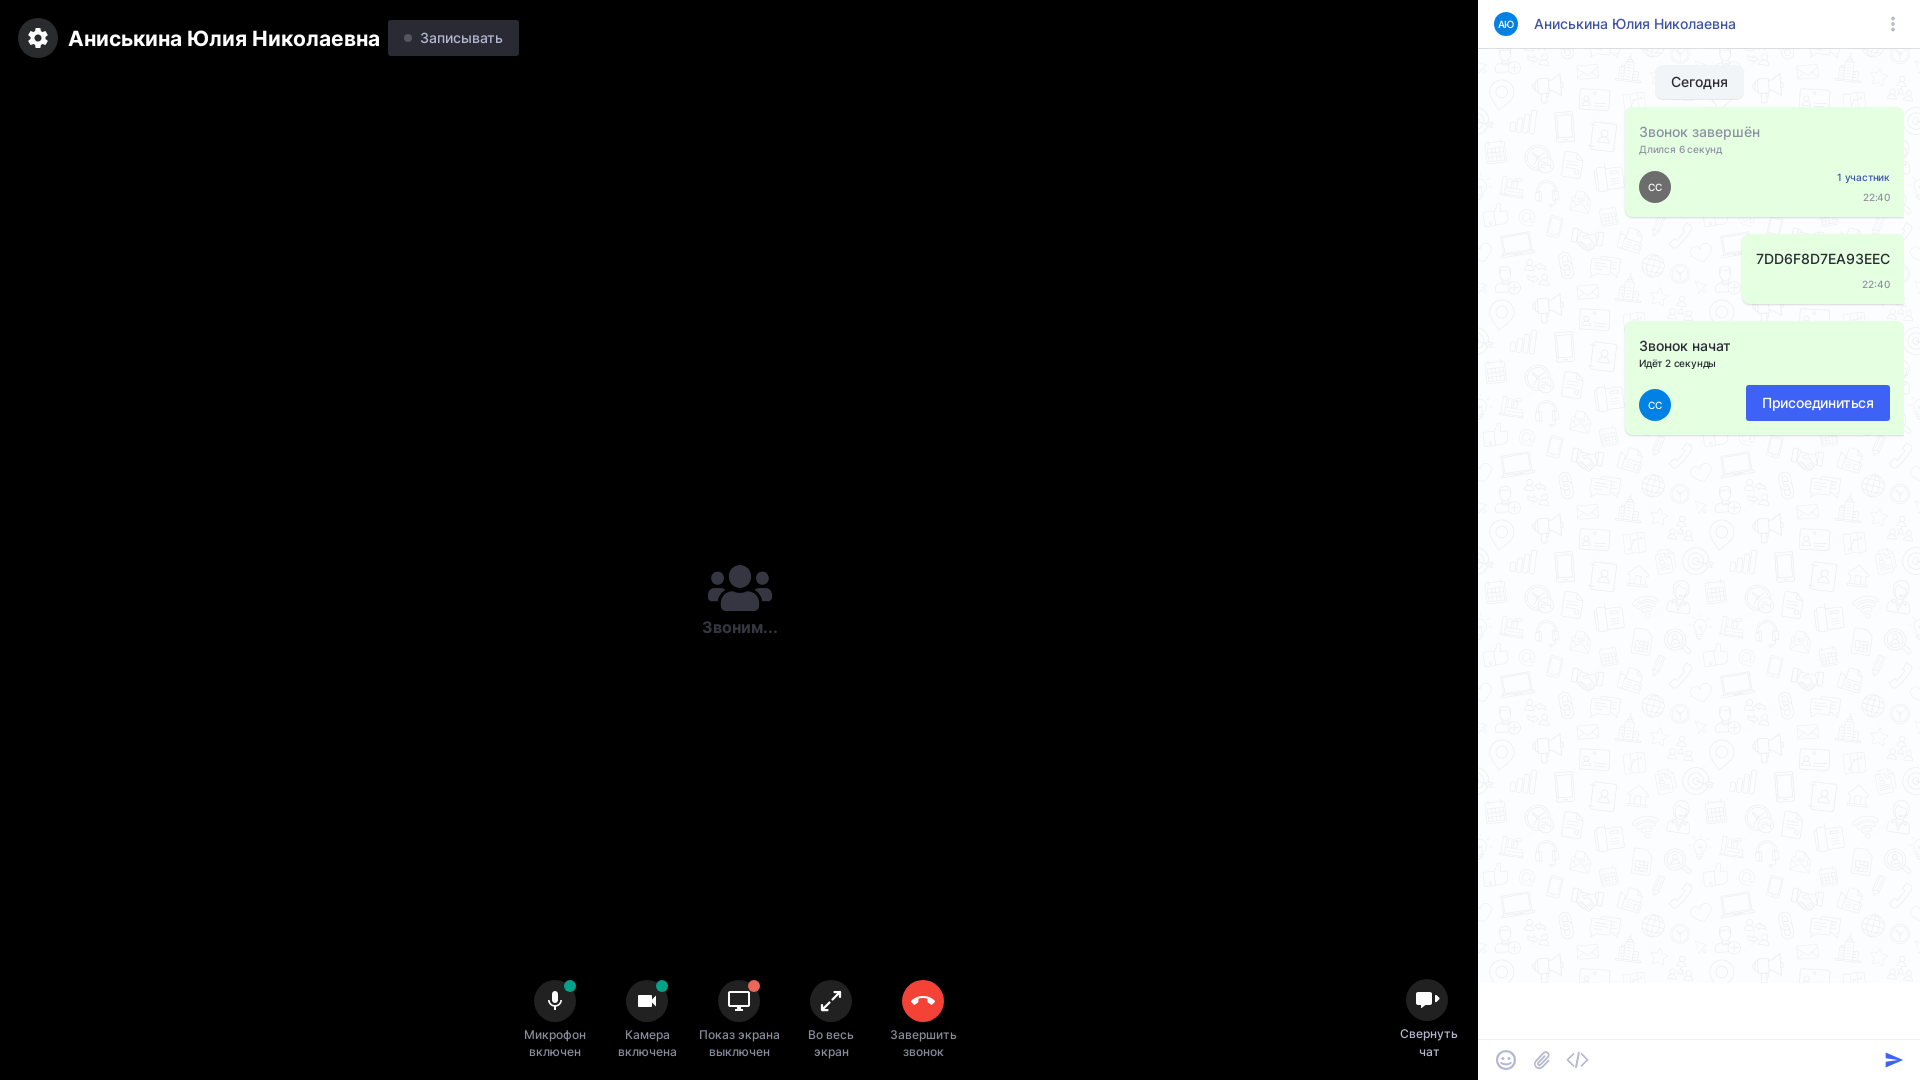 Аниськина Юлия Николаевна
Записывать
Звоним...
Микрофон
включен
Камера
включена
Показ экрана
выключен
Во весь
экран
Завершить
звонок
Свернуть
чат
АЮ
Аниськина Юлия Николаевна
Сегодня
Звонок завершён
Длился 6 секунд
СС
1 участник
22:40
7DD6F8D7EA93EEC
22:40
Звонок начат
Идёт 2 секунды
СС
Присоединиться